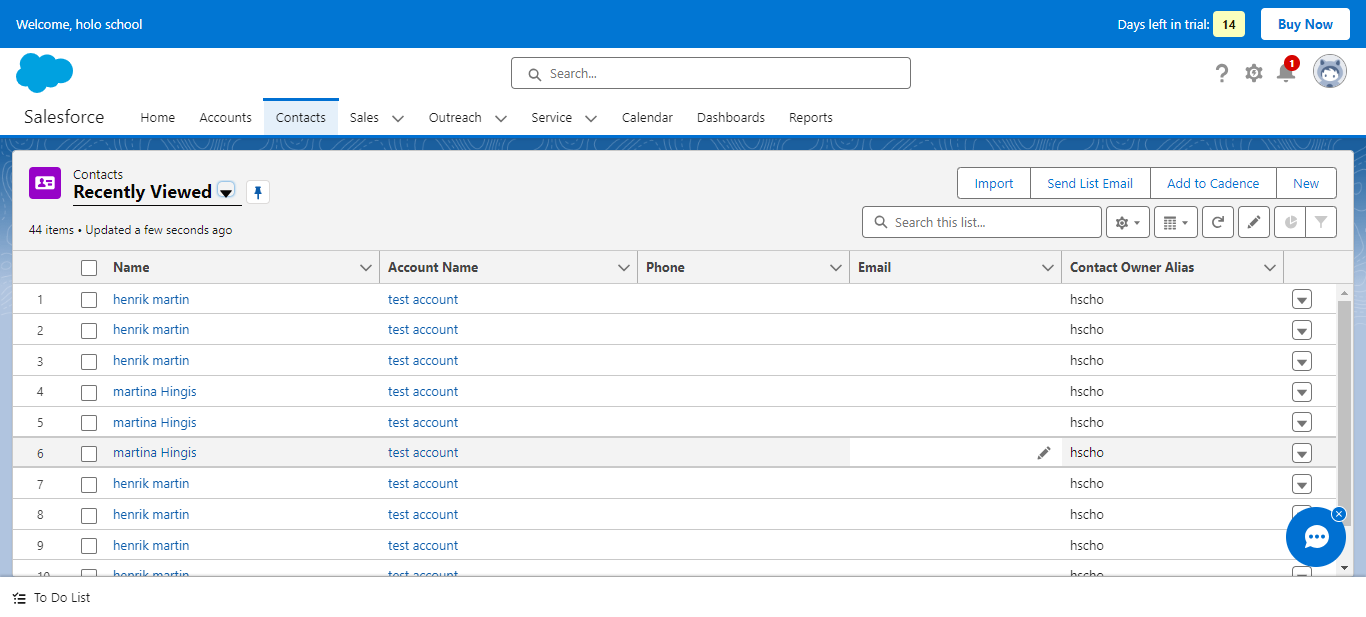 Welcome, holo school
Days left in trial: 14 Buy Now
Search...
1
Salesforce Home Accounts Contacts Sales Outreach Service Calendar Dashboards Reports
Contacts
Recently Viewed
Import Send List Email Add to Cadence New
44 items • Updated a few seconds ago
Search this list...
Name Account Name Phone Email Contact Owner Alias
1 henrik martin test account hscho
2 henrik martin test account hscho
3 henrik martin test account hscho
4 martina Hingis test account hscho
5 martina Hingis test account hscho
6 martina Hingis test account hscho
7 henrik martin test account hscho
8 henrik martin test account hscho
9 henrik martin test account hscho
10 henrik martin test account hscho
To Do List